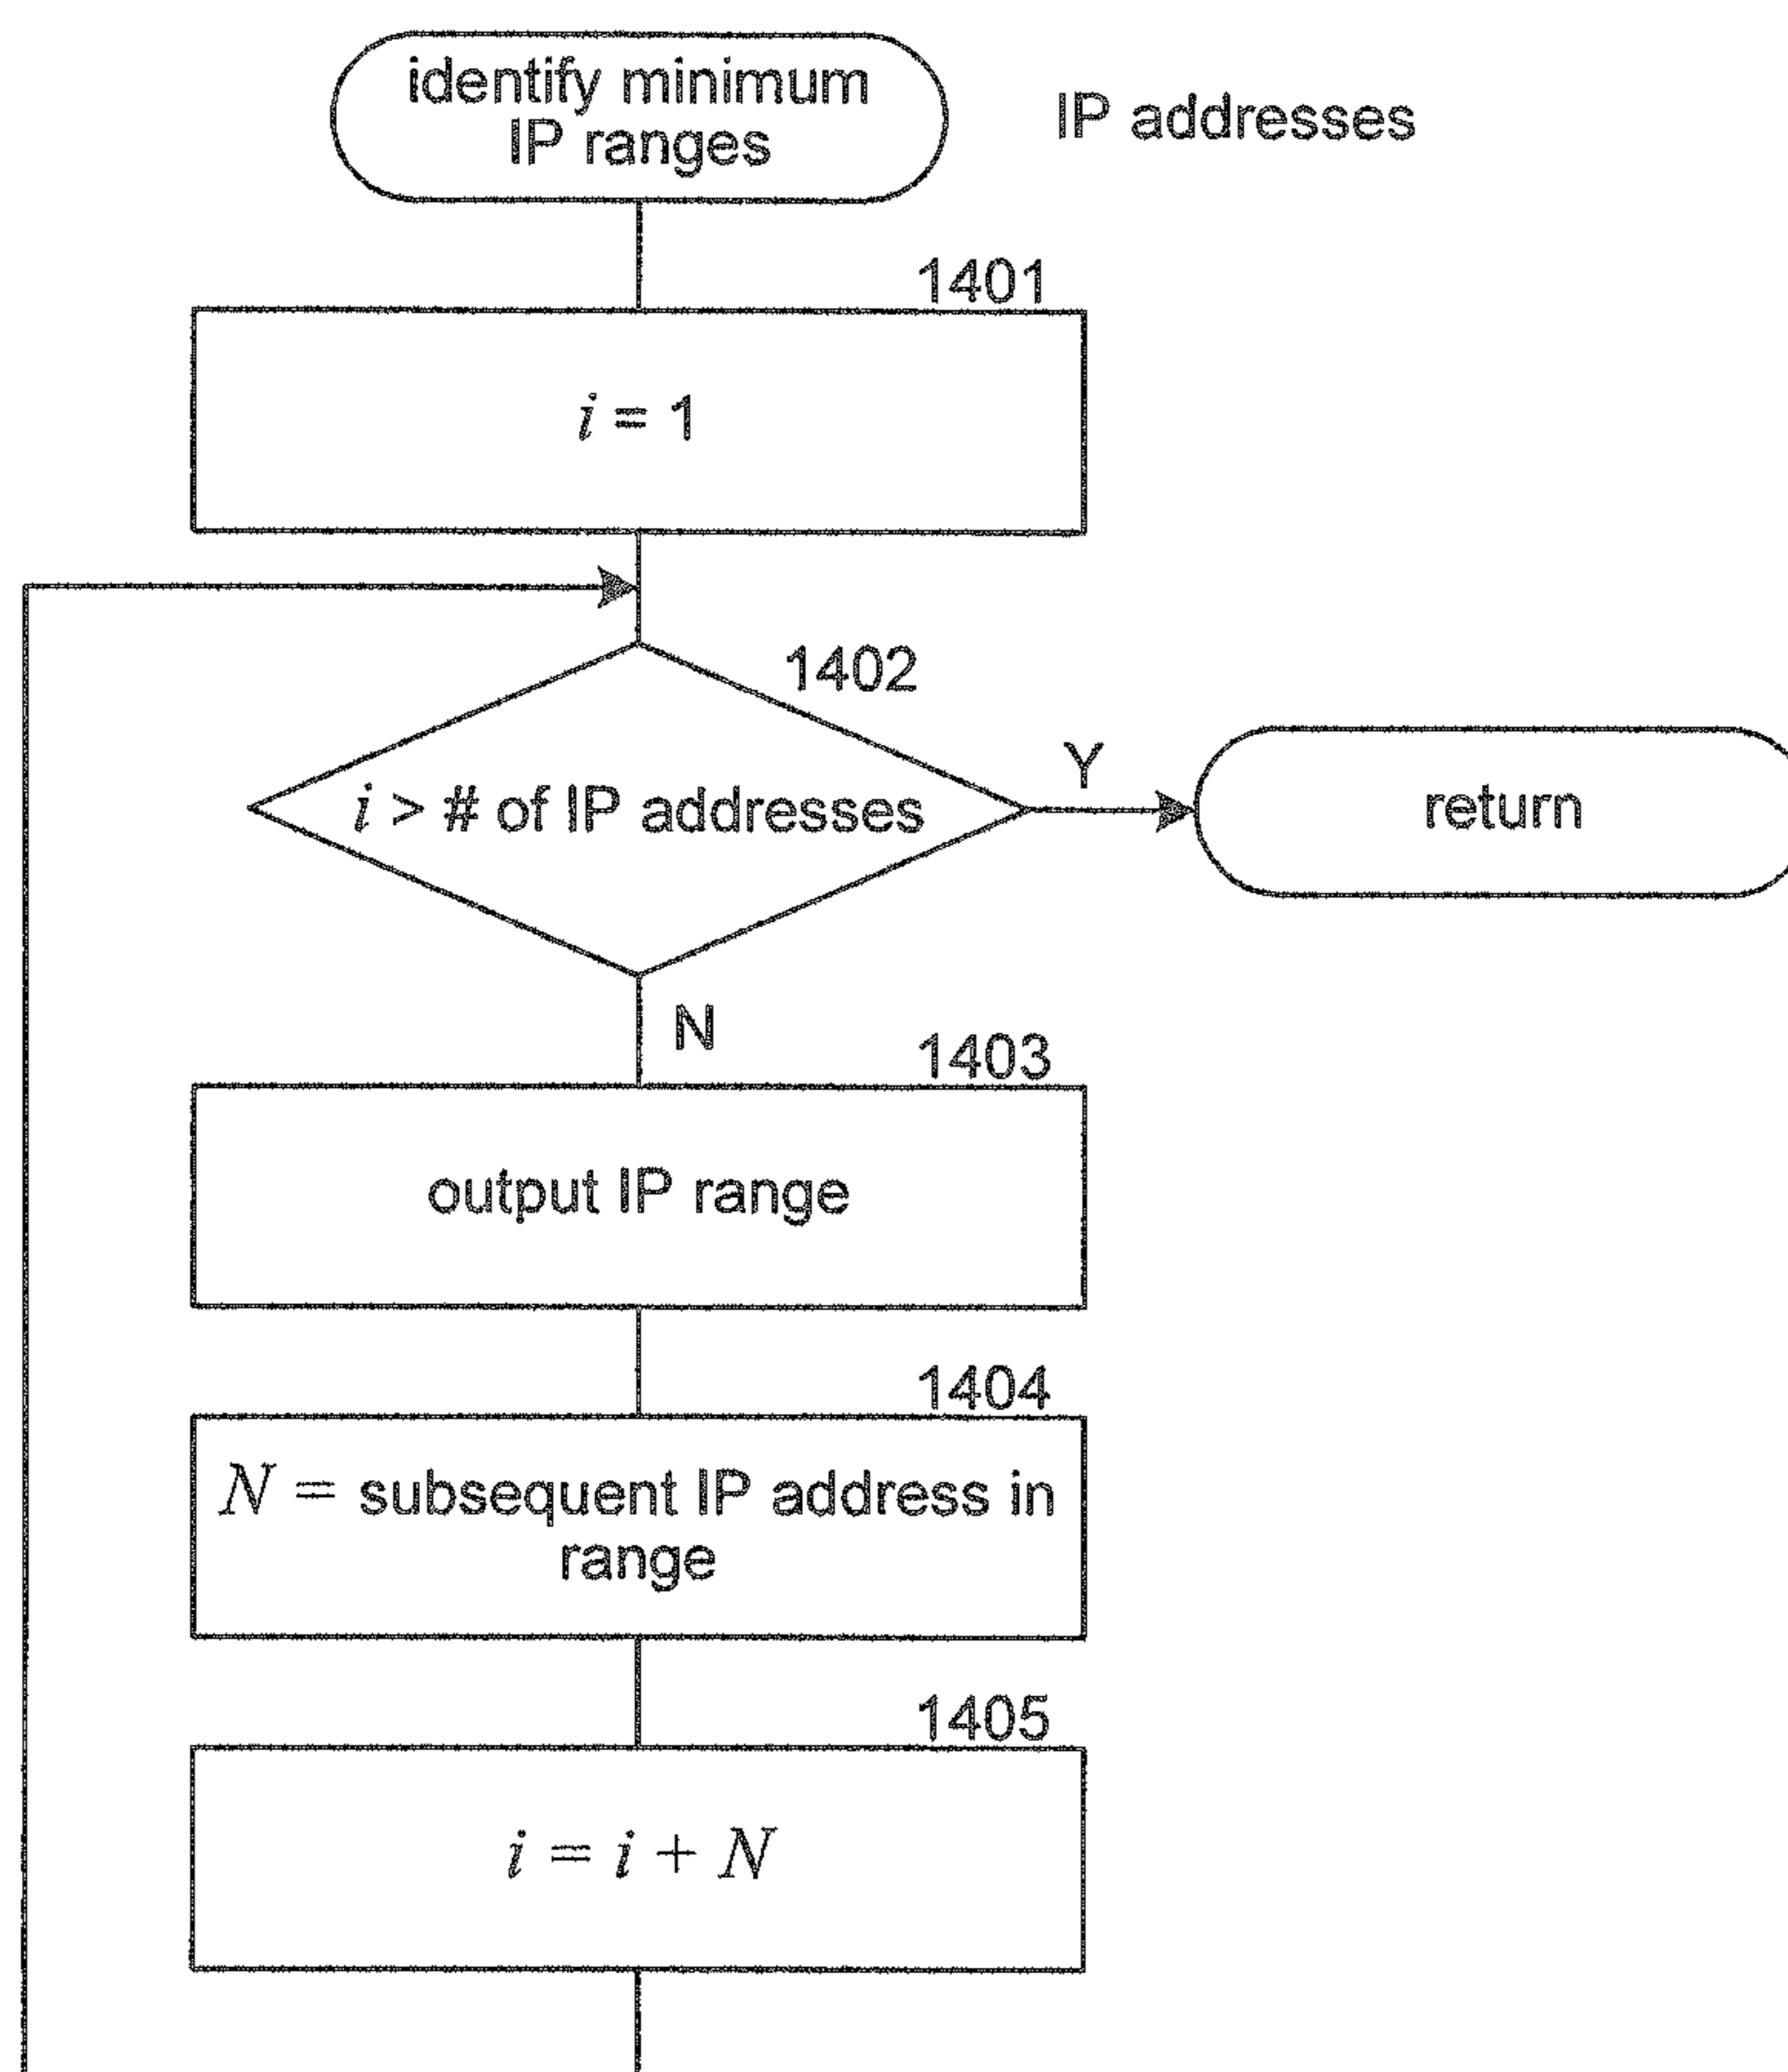 identify minimum
IP ranges
IP addresses
1401
i = 1
1402
i > # of IP addresses
Y
return
N
1403
output IP range
1404
N = subsequent IP address in
range
1405
i = i + N